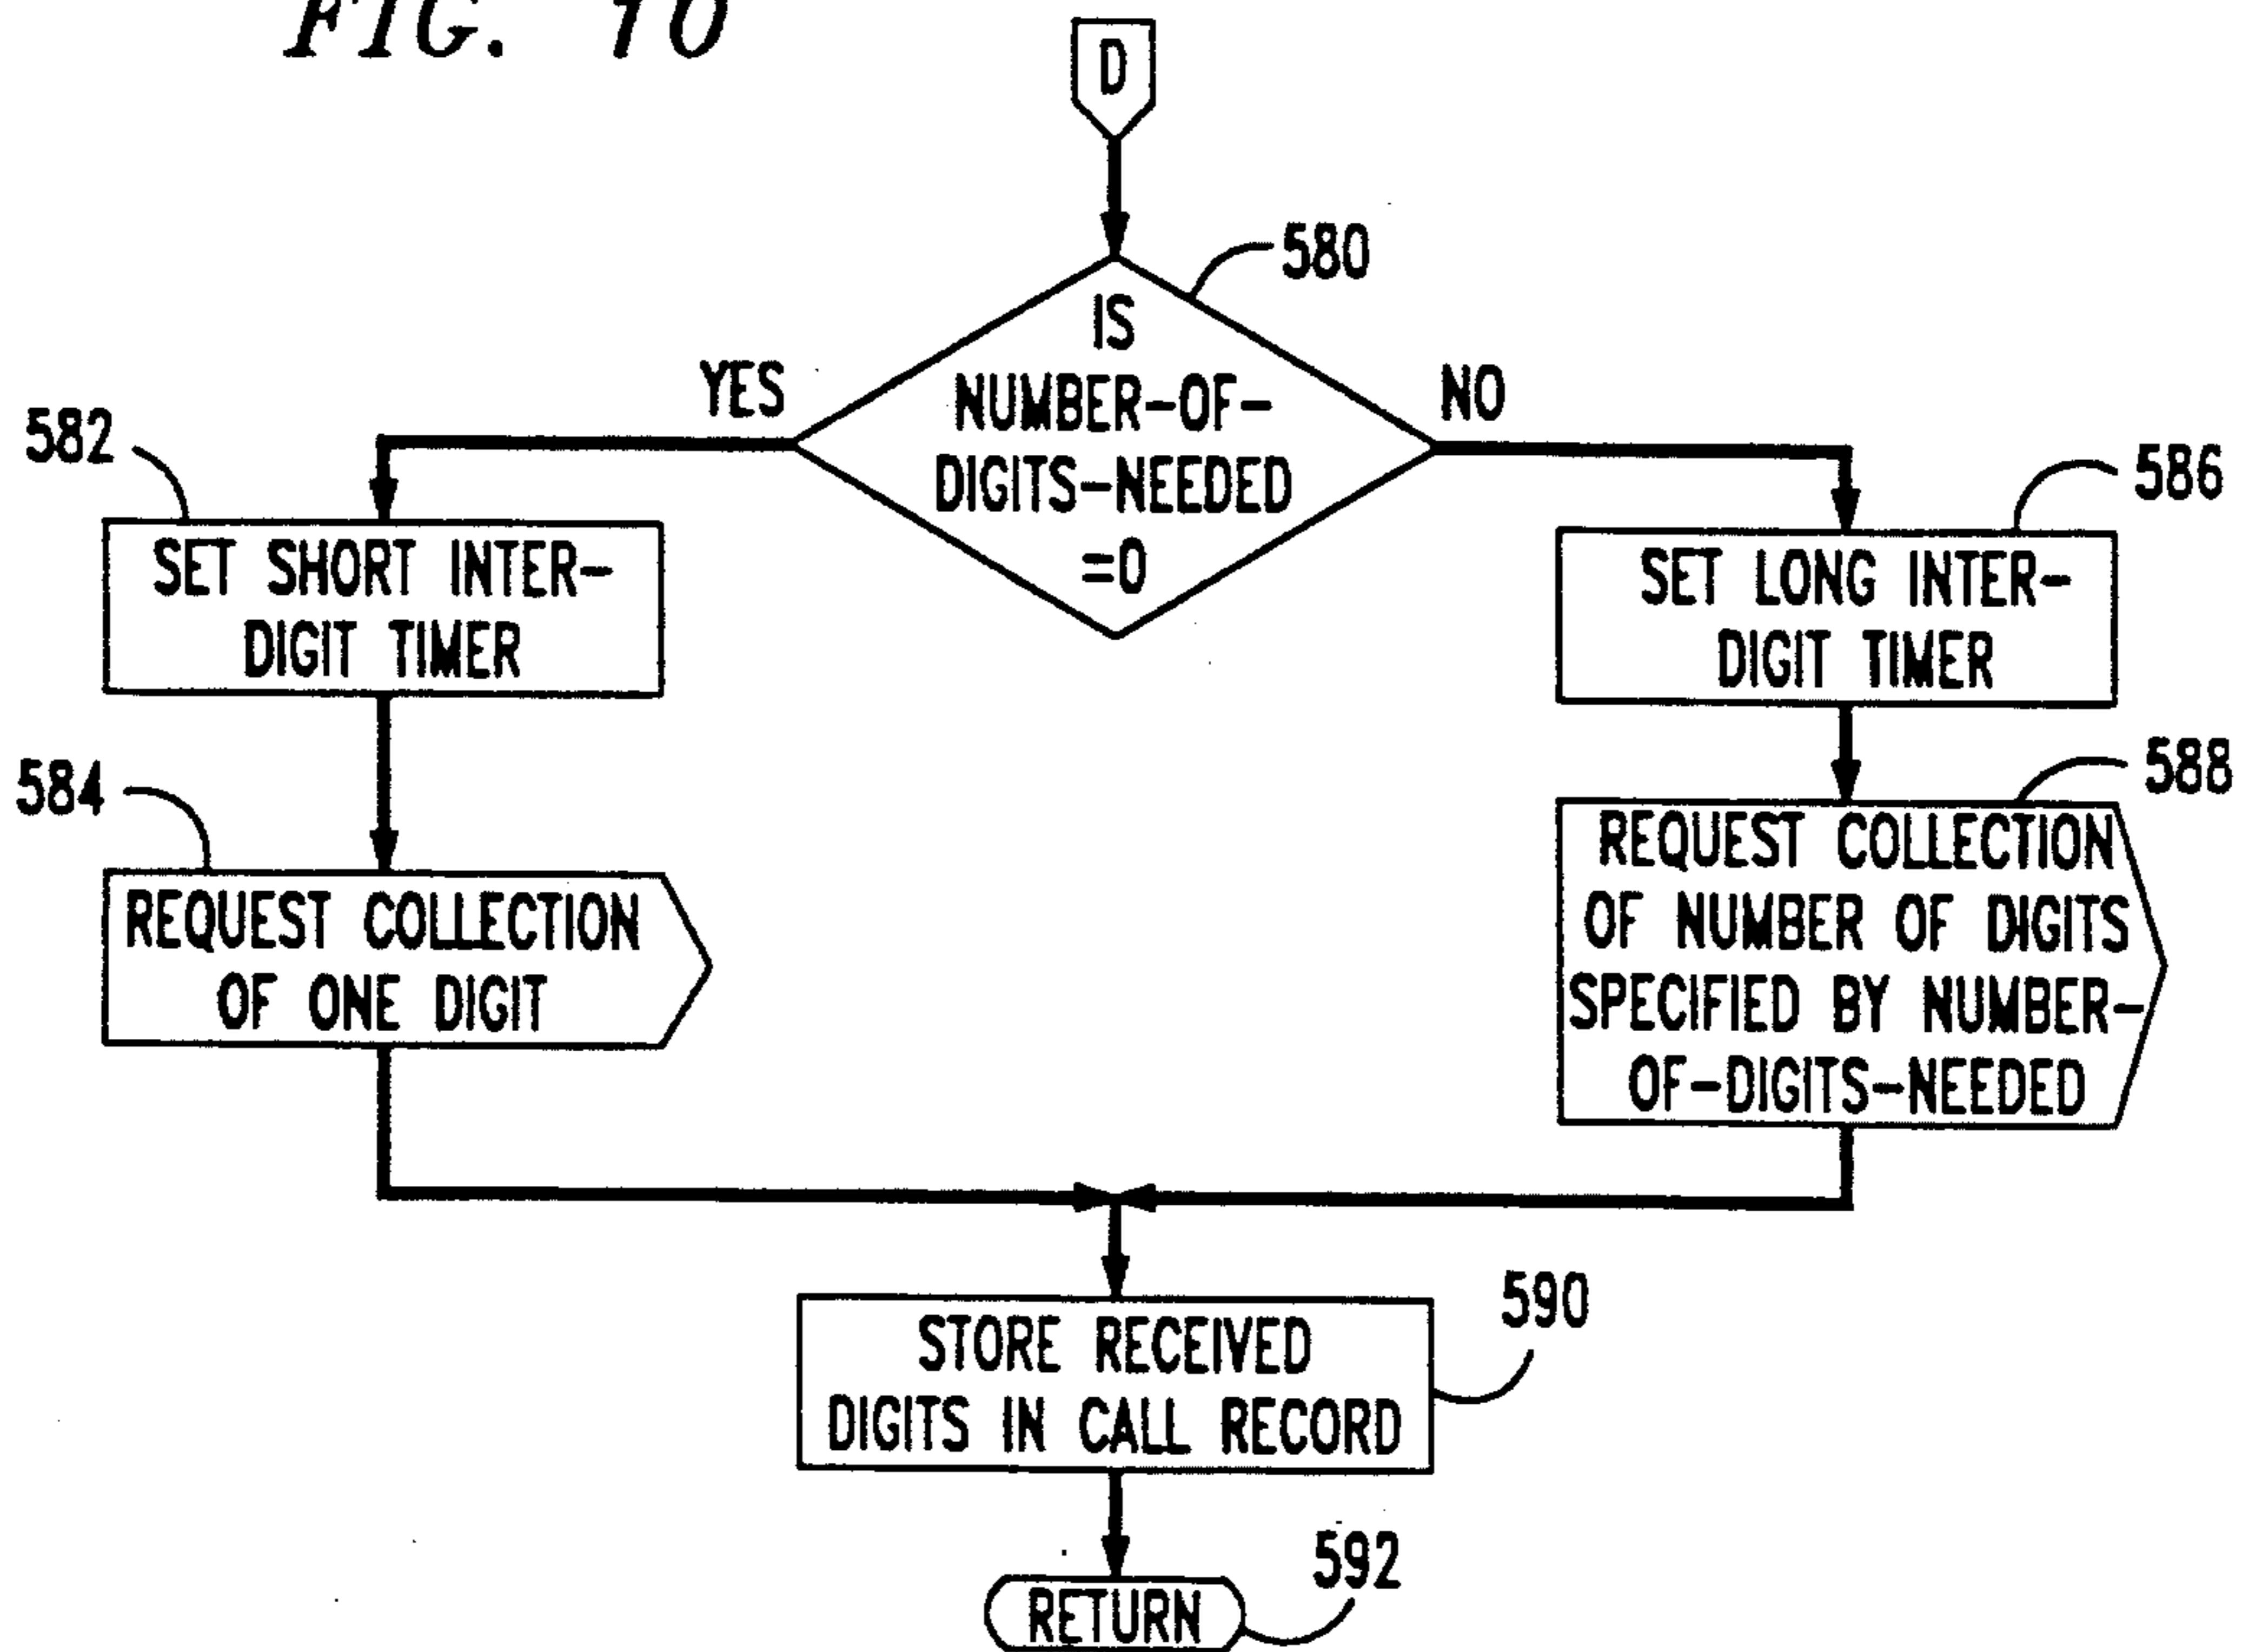 FIG. 10
D
580
IS
NUMBER-OF-
DIGITS-NEEDED
=0
YES
NO
582
SET SHORT INTER-
DIGIT TIMER
586
SET LONG INTER-
DIGIT TIMER
584
REQUEST COLLECTION
OF ONE DIGIT
588
REQUEST COLLECTION
OF NUMBER OF DIGITS
SPECIFIED BY NUMBER-
OF-DIGITS-NEEDED
590
STORE RECEIVED
DIGITS IN CALL RECORD
592
RETURN